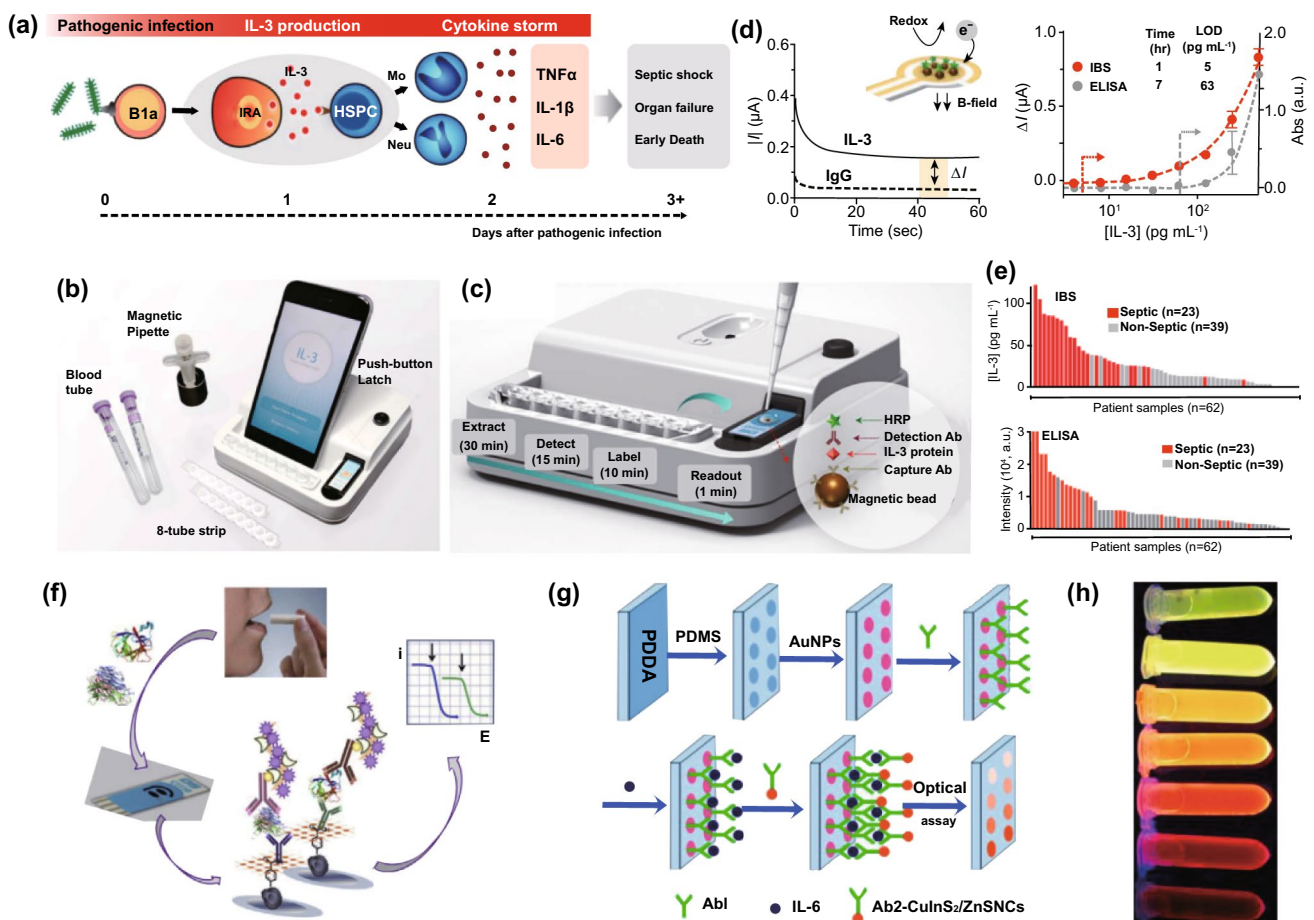 (a)
Pathogenic infection
IL-3 production
Cytokine storm
B1a
IRA
IL-3
HSPC
Mo
Neu
TNFα
IL-1β
IL-6
Septic shock
Organ failure
Early Death
0
1
2
3+
Days after pathogenic infection
(b)
Magnetic
Pipette
Blood
tube
IL-3
Push-button
Latch
8-tube strip
(c)
Extract
(30 min)
Detect
(15 min)
Label
(10 min)
Readout
(1 min)
HRP
Detection Ab
IL-3 protein
Capture Ab
Magnetic bead
(d)
Redox
e⁻
B-field
|I| (μA)
0.6
0.4
0.2
0.0
IL-3
IgG
ΔI
0 20 40 60
Time (sec)
Δ I (μA)
1.0
0.5
0.0
Time LOD
(hr) (pg mL⁻¹)
IBS 1 5
ELISA 7 63
2.0
1.0
0.0
Abs (a.u.)
10¹ 10²
[IL-3] (pg mL⁻¹)
(e)
IBS
[IL-3] (pg mL⁻¹)
100
50
0
Septic (n=23)
Non-Septic (n=39)
Patient samples (n=62)
ELISA
Intensity (10⁴, a.u.)
3
2
1
0
Septic (n=23)
Non-Septic (n=39)
Patient samples (n=62)
(f)
i
E
(g)
PDDA
PDMS
AuNPs
Optical
assay
AbI
IL-6
Ab2-CuInS₂/ZnSNCs
(h)